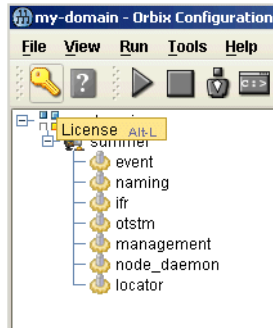 my-domain - Orbix Configuration
File View Run Tools Help
License Alt-L
summer
event
naming
ifr
otstm
management
node_daemon
locator